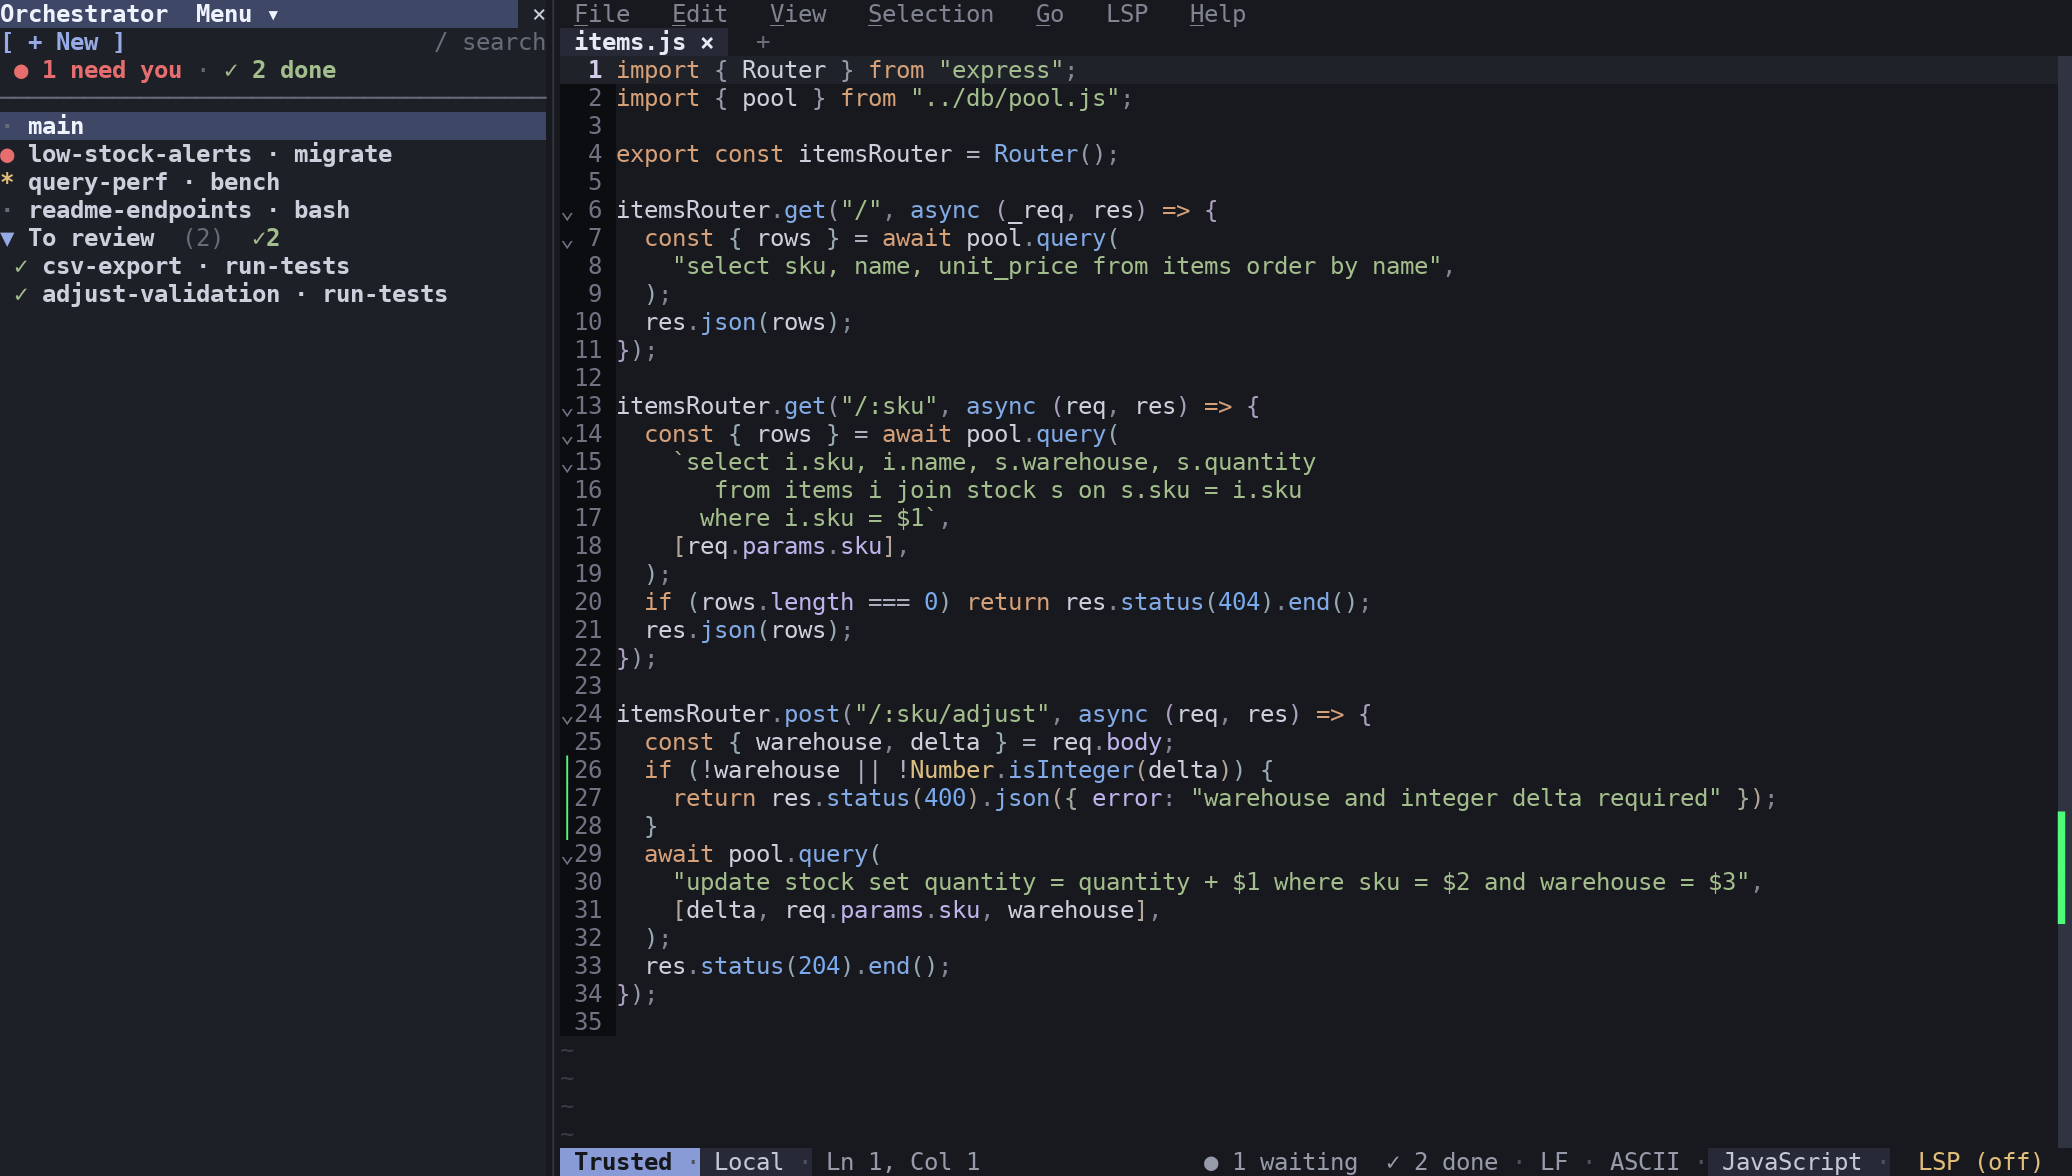 Orchestrator  Menu ▾ ×
[ + New ] / search
● 1 need you · ✓ 2 done
· main
● low-stock-alerts · migrate
* query-perf · bench
· readme-endpoints · bash
▼ To review  (2)  ✓2
✓ csv-export · run-tests
✓ adjust-validation · run-tests
File   Edit   View   Selection   Go   LSP   Help
items.js ×   +
1 import { Router } from "express";
2 import { pool } from "../db/pool.js";
3
4 export const itemsRouter = Router();
5
6 itemsRouter.get("/", async (_req, res) => {
7   const { rows } = await pool.query(
8     "select sku, name, unit_price from items order by name",
9   );
10   res.json(rows);
11 });
12
13 itemsRouter.get("/:sku", async (req, res) => {
14   const { rows } = await pool.query(
15     `select i.sku, i.name, s.warehouse, s.quantity
16        from items i join stock s on s.sku = i.sku
17       where i.sku = $1`,
18     [req.params.sku],
19   );
20   if (rows.length === 0) return res.status(404).end();
21   res.json(rows);
22 });
23
24 itemsRouter.post("/:sku/adjust", async (req, res) => {
25   const { warehouse, delta } = req.body;
26   if (!warehouse || !Number.isInteger(delta)) {
27     return res.status(400).json({ error: "warehouse and integer delta required" });
28   }
29   await pool.query(
30     "update stock set quantity = quantity + $1 where sku = $2 and warehouse = $3",
31     [delta, req.params.sku, warehouse],
32   );
33   res.status(204).end();
34 });
35
~
~
~
~
Trusted · Local · Ln 1, Col 1   ● 1 waiting  ✓ 2 done · LF · ASCII · JavaScript ·  LSP (off)